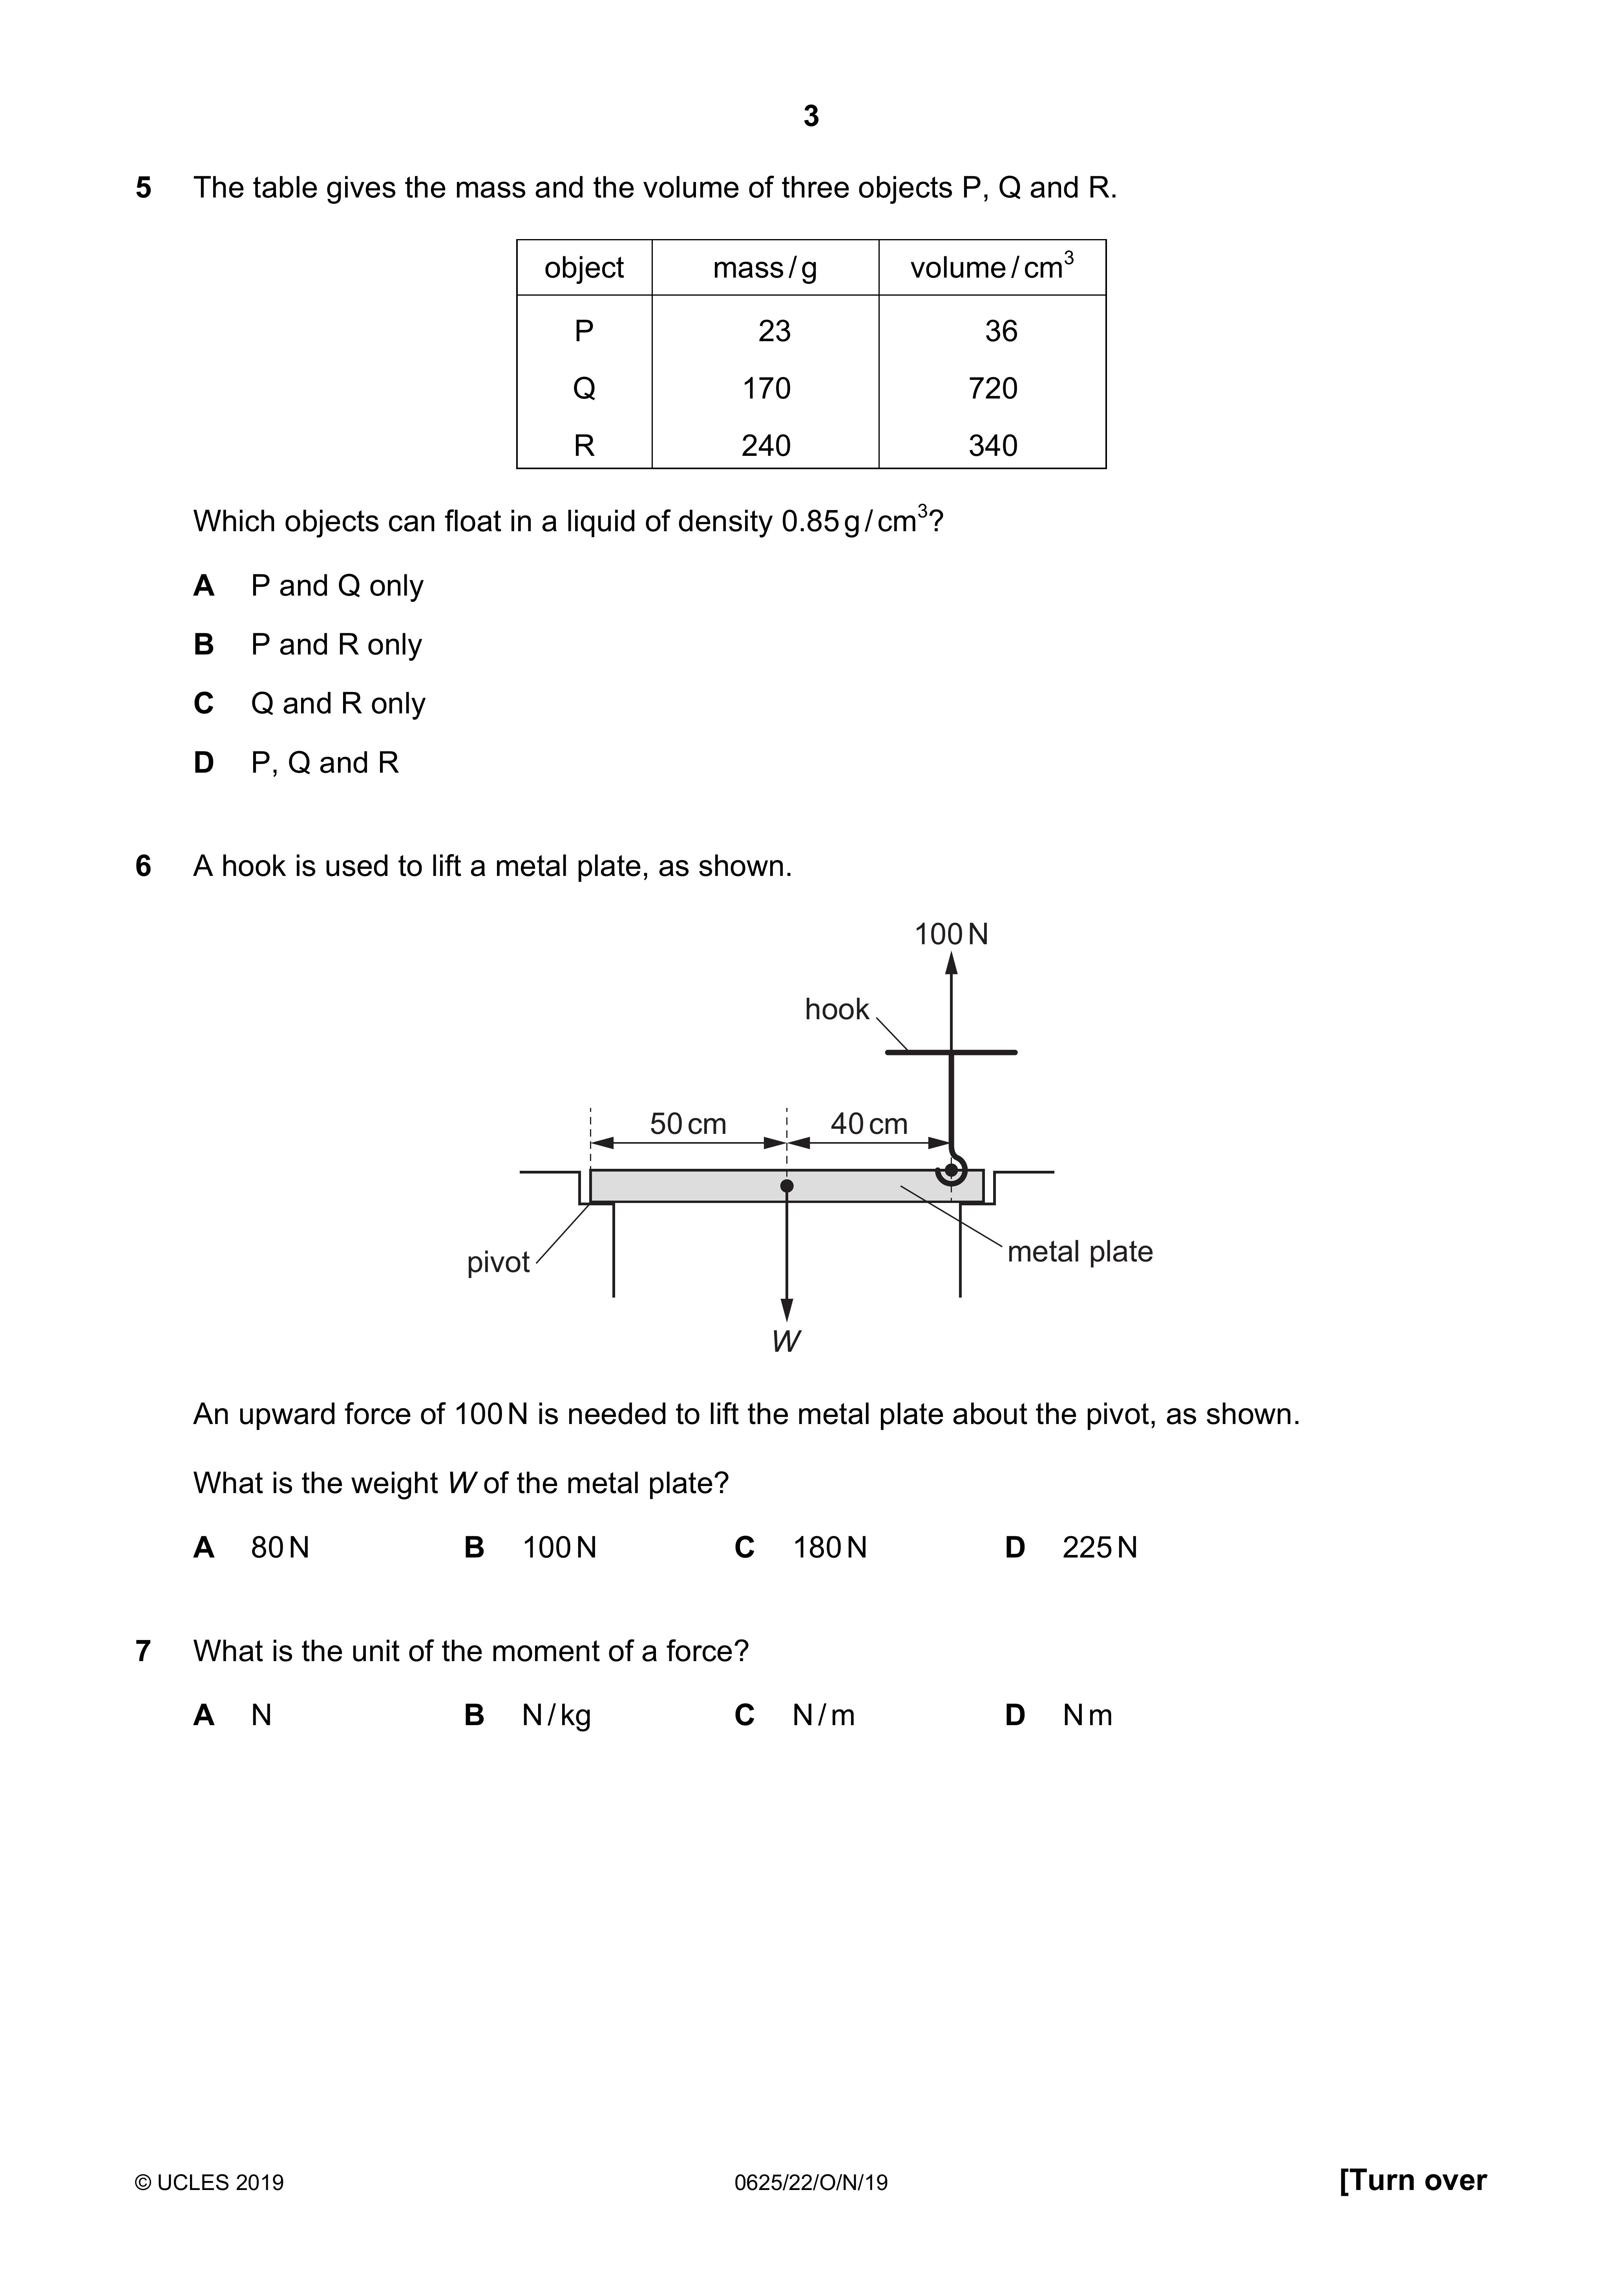 3
5 The table gives the mass and the volume of three objects P, Q and R.
object mass / g volume / cm³
P 23 36
Q 170 720
R 240 340
Which objects can float in a liquid of density 0.85 g / cm³?
A P and Q only
B P and R only
C Q and R only
D P, Q and R
6 A hook is used to lift a metal plate, as shown.
100 N
hook
50 cm 40 cm
pivot metal plate
W
An upward force of 100 N is needed to lift the metal plate about the pivot, as shown.
What is the weight W of the metal plate?
A 80 N B 100 N C 180 N D 225 N
7 What is the unit of the moment of a force?
A N B N / kg C N / m D N m
© UCLES 2019 0625/22/O/N/19 [Turn over